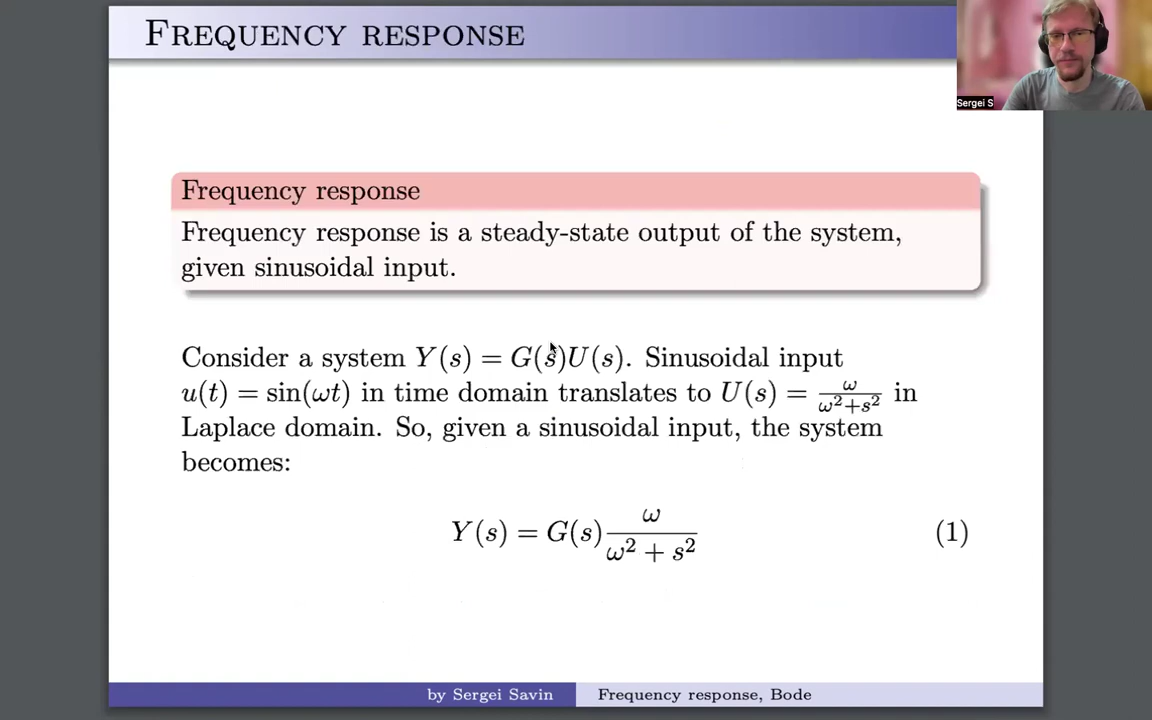 FREQUENCY RESPONSE
Sergei S
Frequency response
Frequency response is a steady-state output of the system,
given sinusoidal input.
Consider a system Y(s) = G(s)U(s). Sinusoidal input
u(t) = sin(ωt) in time domain translates to U(s) = ω/(ω²+s²) in
Laplace domain. So, given a sinusoidal input, the system
becomes:
Y(s) = G(s) ω/(ω² + s²) (1)
by Sergei Savin Frequency response, Bode